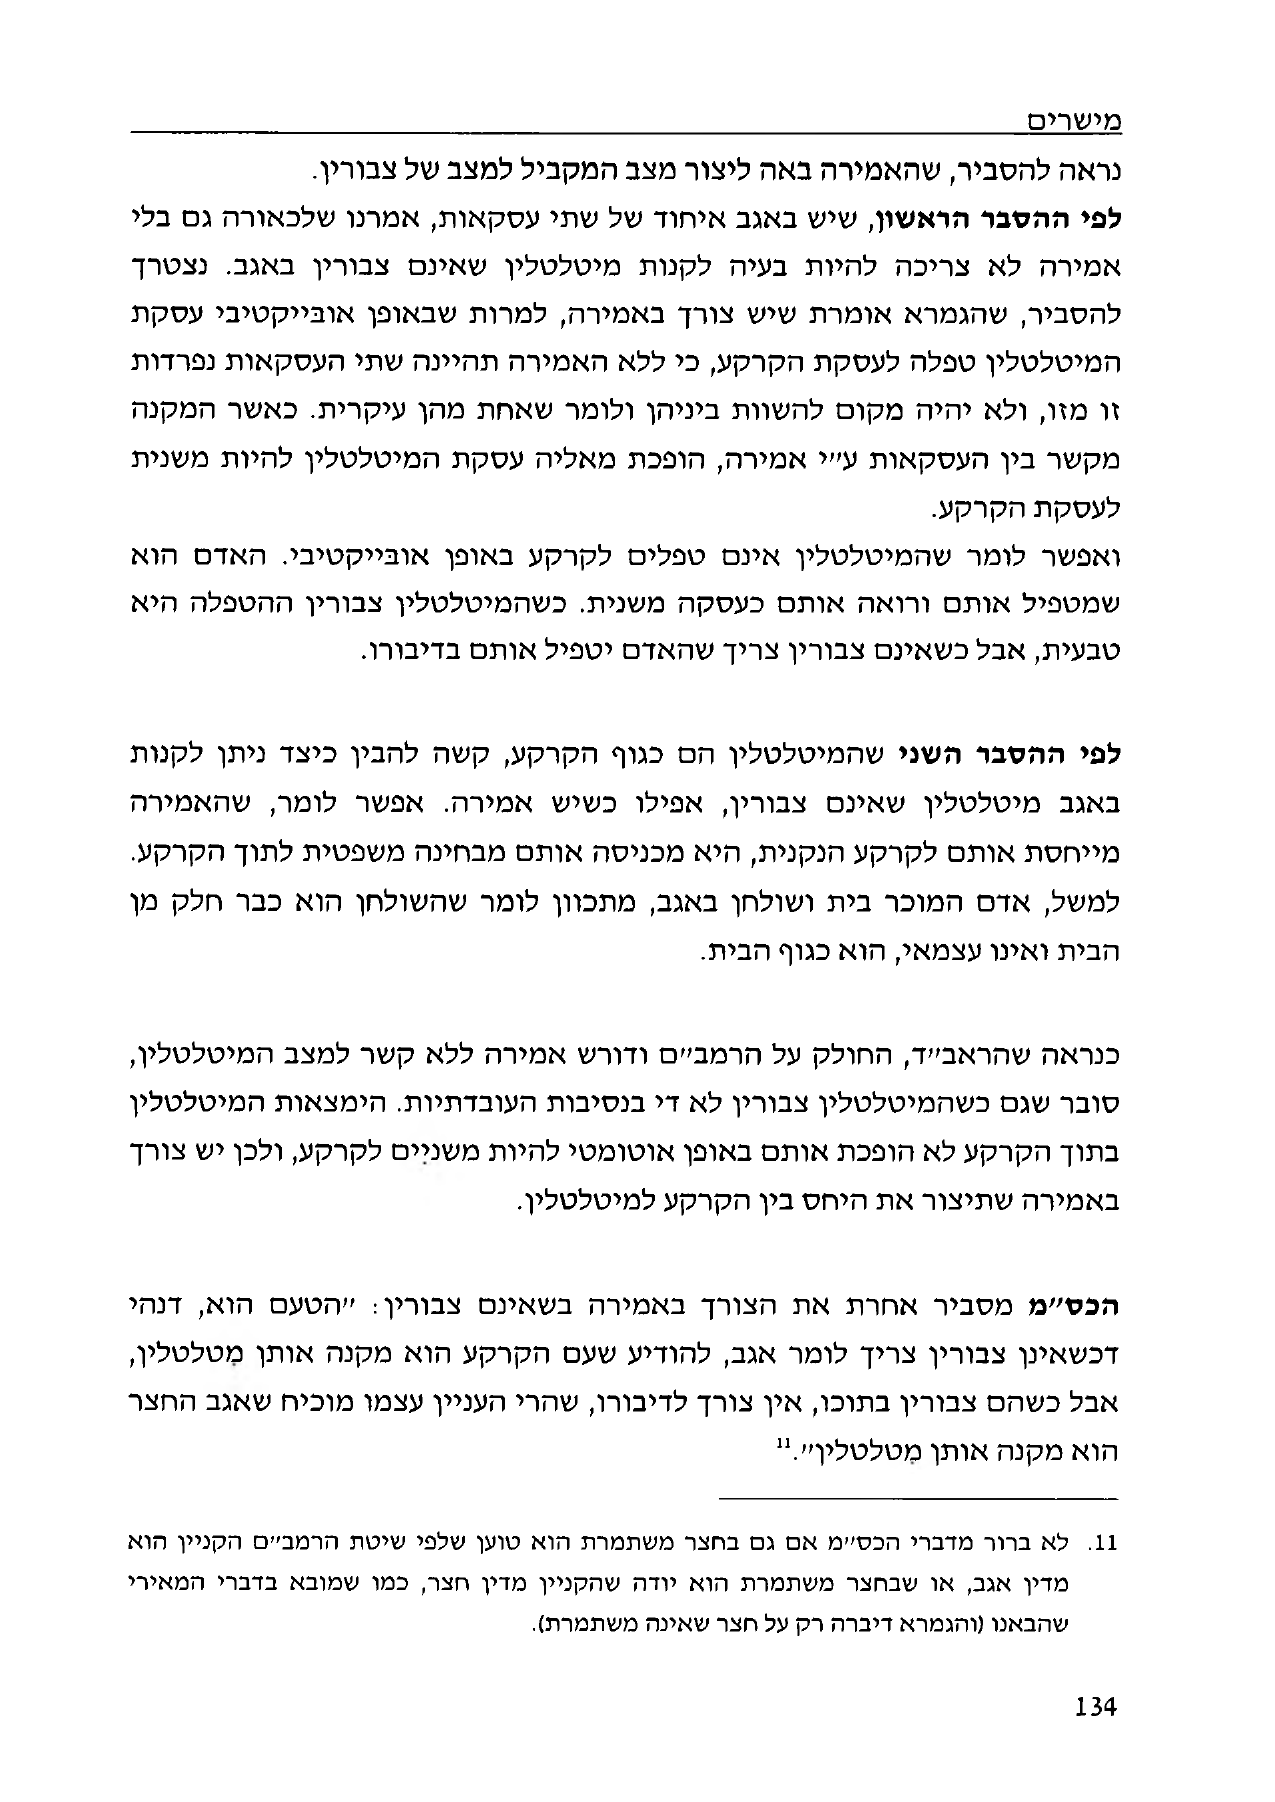 מישרים
נראה להסביר, שהאמירה באה ליצור מצב המקביל למצב של צבורין.
לפי ההסבר הראשון, שיש באגב איחוד של שתי עסקאות, אמרנו שלכאורה גם בלי
אמירה לא צריכה להיות בעיה לקנות מיטלטלין שאינם צבורין באגב. נצטרך
להסביר, שהגמרא אומרת שיש צורך באמירה, למרות שבאופן אובייקטיבי עסקת
המיטלטלין טפלה לעסקת הקרקע, כי ללא האמירה תהיינה שתי העסקאות נפרדות
זו מזו, ולא יהיה מקום להשוות ביניהן ולומר שאחת מהן עיקרית. כאשר המקנה
מקשר בין העסקאות ע״י אמירה, הופכת מאליה עסקת המיטלטלין להיות משנית
לעסקת הקרקע.
ואפשר לומר שהמיטלטלין אינם טפלים לקרקע באופן אובייקטיבי. האדם הוא
שמטפיל אותם ורואה אותם כעסקה משנית. כשהמיטלטלין צבורין ההטפלה היא
טבעית, אבל כשאינם צבורין צריך שהאדם יטפיל אותם בדיבורו.
לפי ההסבר השני שהמיטלטלין הם כגוף הקרקע, קשה להבין כיצד ניתן לקנות
באגב מיטלטלין שאינם צבורין, אפילו כשיש אמירה. אפשר לומר, שהאמירה
מייחסת אותם לקרקע הנקנית, היא מכניסה אותם מבחינה משפטית לתוך הקרקע.
למשל, אדם המוכר בית ושולחן באגב, מתכוון לומר שהשולחן הוא כבר חלק מן
הבית ואינו עצמאי, הוא כגוף הבית.
כנראה שהראב״ד, החולק על הרמב״ם ודורש אמירה ללא קשר למצב המיטלטלין,
סובר שגם כשהמיטלטלין צבורין לא די בנסיבות העובדתיות. הימצאות המיטלטלין
בתוך הקרקע לא הופכת אותם באופן אוטומטי להיות משניים לקרקע, ולכן יש צורך
באמירה שתיצור את היחס בין הקרקע למיטלטלין.
הכס״מ מסביר אחרת את הצורך באמירה בשאינם צבורין: ״הטעם הוא, דנהי
דכשאינן צבורין צריך לומר אגב, להודיע שעם הקרקע הוא מקנה אותן מִטלטלין,
אבל כשהם צבורין בתוכו, אין צורך לדיבורו, שהרי העניין עצמו מוכיח שאגב החצר
הוא מקנה אותן מִטלטלין״.¹¹
11. לא ברור מדברי הכס״מ אם גם בחצר משתמרת הוא טוען שלפי שיטת הרמב״ם הקניין הוא
מדין אגב, או שבחצר משתמרת הוא יודה שהקניין מדין חצר, כמו שמובא בדברי המאירי
שהבאנו (והגמרא דיברה רק על חצר שאינה משתמרת).
134